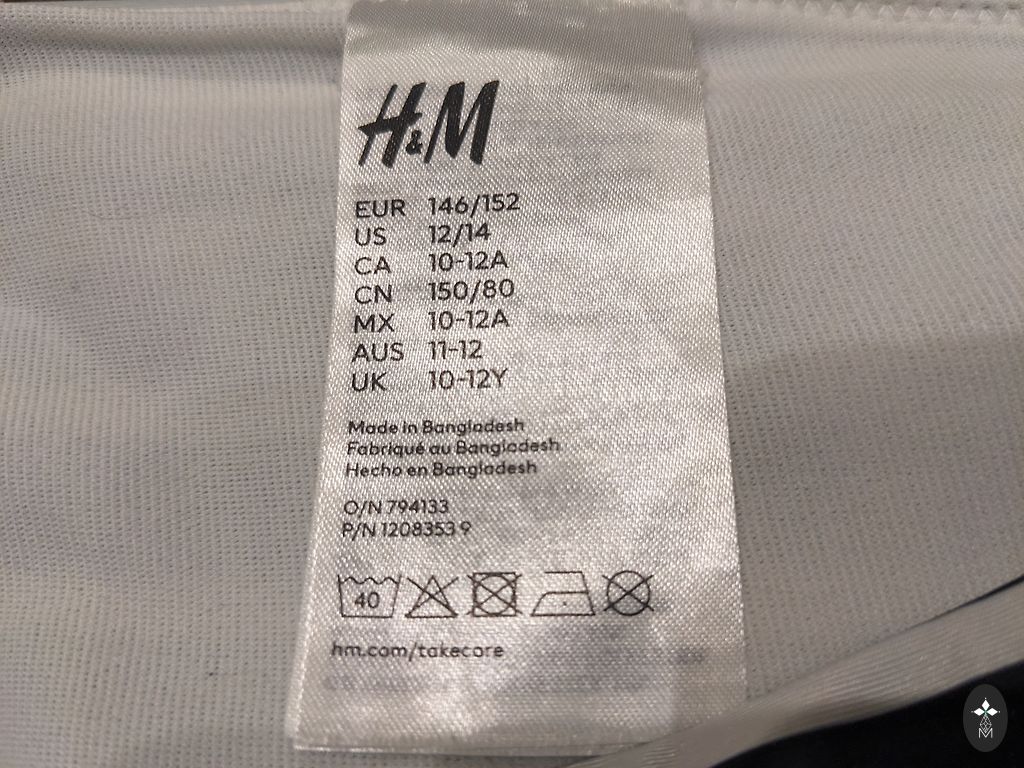 H&M
EUR 146/152
US 12/14
CA 10-12A
CN 150/80
MX 10-12A
AUS 11-12
UK 10-12Y
Made in Bangladesh
Fabriqué au Bangladesh
Hecho en Bangladesh
O/N 794133
P/N 1208353 9
40
hm.com/takecare
M